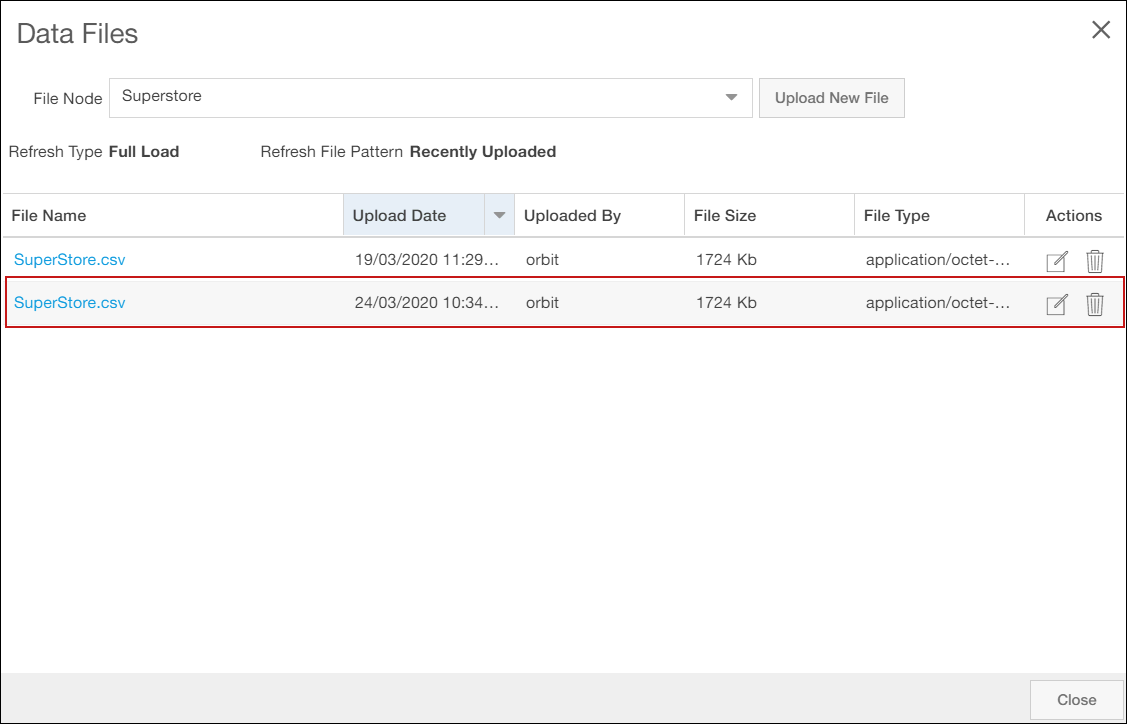 Data Files
File Node Superstore Upload New File
Refresh Type Full Load Refresh File Pattern Recently Uploaded
File Name Upload Date Uploaded By File Size File Type Actions
SuperStore.csv 19/03/2020 11:29... orbit 1724 Kb application/octet-...
SuperStore.csv 24/03/2020 10:34... orbit 1724 Kb application/octet-...
Close